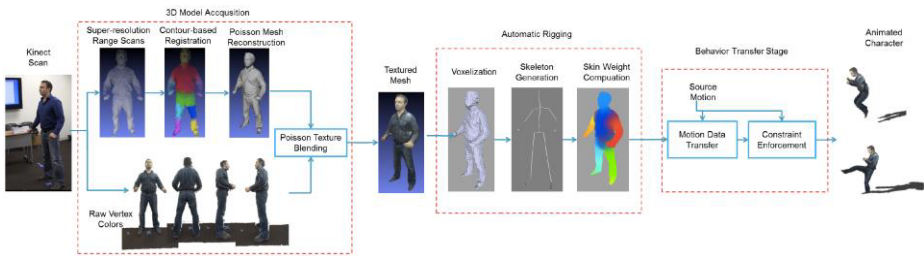 3D Model Accqusition
Kinect
Scan
Super-resolution
Range Scans
Contour-based
Registration
Poisson Mesh
Reconstruction
Raw Vertex
Colors
Poisson Texture
Blending
Textured
Mesh
Automatic Rigging
Voxelization
Skeleton
Generation
Skin Weight
Compuation
Behavior Transfer Stage
Source
Motion
Motion Data
Transfer
Constraint
Enforcement
Animated
Character